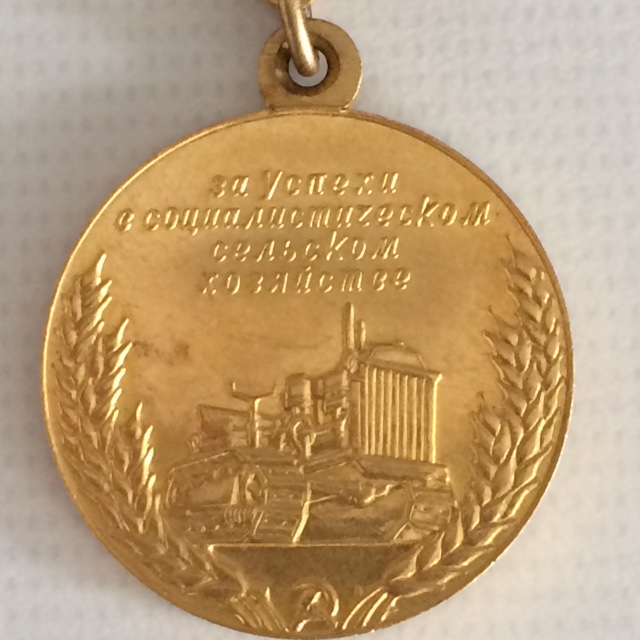 за успехи
в социалистическом
сельском
хозяйстве